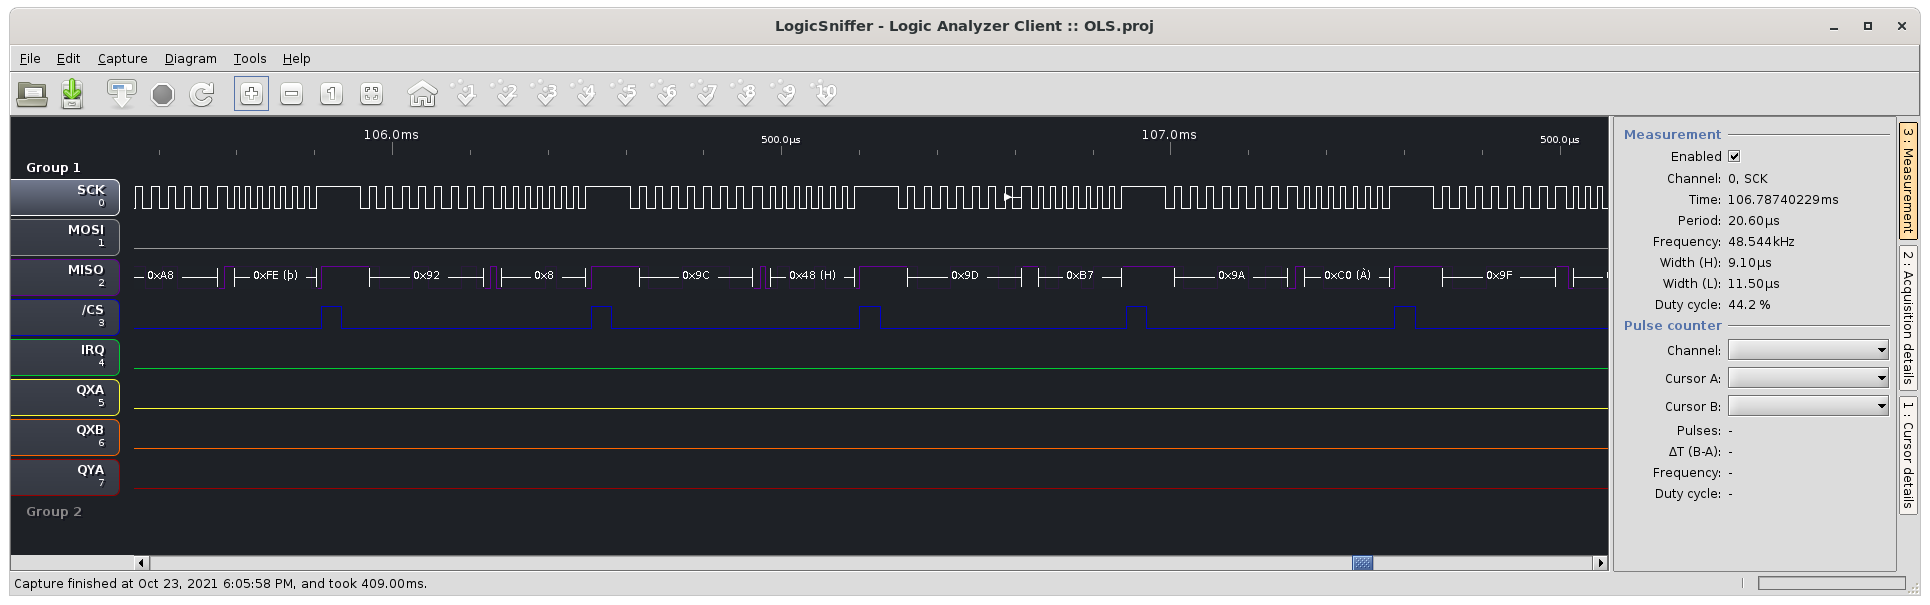 LogicSniffer - Logic Analyzer Client :: OLS.proj
File Edit Capture Diagram Tools Help
1 1 2 3 4 5 6 7 8 9 10
106.0ms 500.0µs 107.0ms 500.0µs
Group 1
SCK
0
MOSI
1
MISO
2
0xA8 0xFE (þ) 0x92 0x8 0x9C 0x48 (H) 0x9D 0xB7 0x9A 0xC0 (À) 0x9F
/CS
3
IRQ
4
QXA
5
QXB
6
QYA
7
Group 2
Measurement
Enabled
Channel: 0, SCK
Time: 106.78740229ms
Period: 20.60µs
Frequency: 48.544kHz
Width (H): 9.10µs
Width (L): 11.50µs
Duty cycle: 44.2 %
Pulse counter
Channel:
Cursor A:
Cursor B:
Pulses: -
ΔT (B-A): -
Frequency: -
Duty cycle: -
3 : Measurement
2 : Acquisition details
1 : Cursor details
Capture finished at Oct 23, 2021 6:05:58 PM, and took 409.00ms.